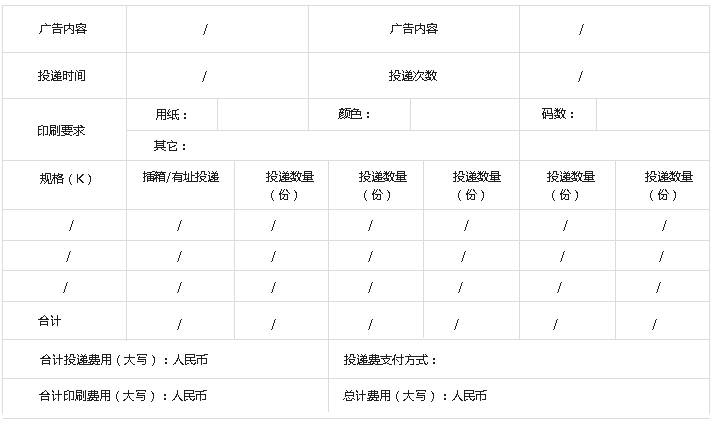 广告内容 / 广告内容 /
投递时间 / 投递次数 /
印刷要求 用纸： 颜色： 码数：
其它：
规格（K） 插箱/有址投递 投递数量（份） 投递数量（份） 投递数量（份） 投递数量（份） 投递数量（份）
/ / / / / / /
/ / / / / / /
/ / / / / / /
合计 / / / / / /
合计投递费用（大写）：人民币 投递费支付方式：
合计印刷费用（大写）：人民币 总计费用（大写）：人民币